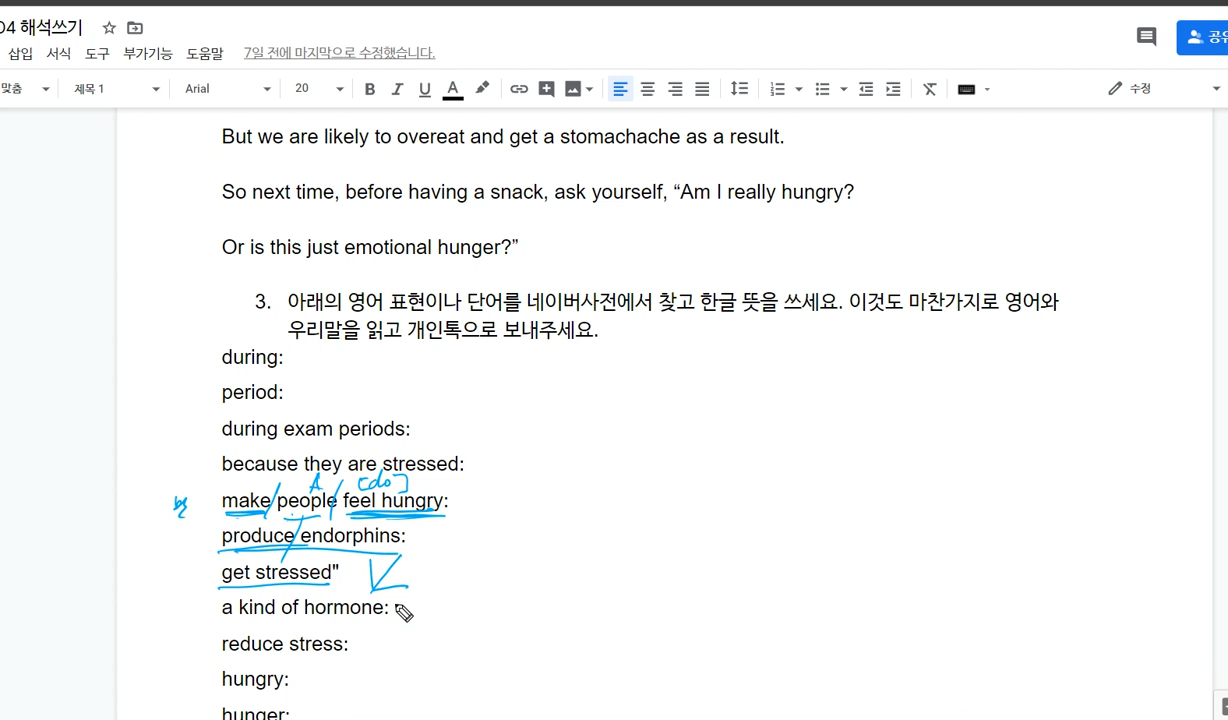 04 해석쓰기
삽입 서식 도구 부가기능 도움말 7일 전에 마지막으로 수정했습니다.
공유
맞춤 제목 1 Arial 20 B I U A 수정
But we are likely to overeat and get a stomachache as a result.
So next time, before having a snack, ask yourself, “Am I really hungry?
Or is this just emotional hunger?”
3. 아래의 영어 표현이나 단어를 네이버사전에서 찾고 한글 뜻을 쓰세요. 이것도 마찬가지로 영어와
우리말을 읽고 개인톡으로 보내주세요.
during:
period:
during exam periods:
because they are stressed:
A [do]
make people feel hungry:
produce endorphins:
get stressed"
a kind of hormone:
reduce stress:
hungry:
hunger: